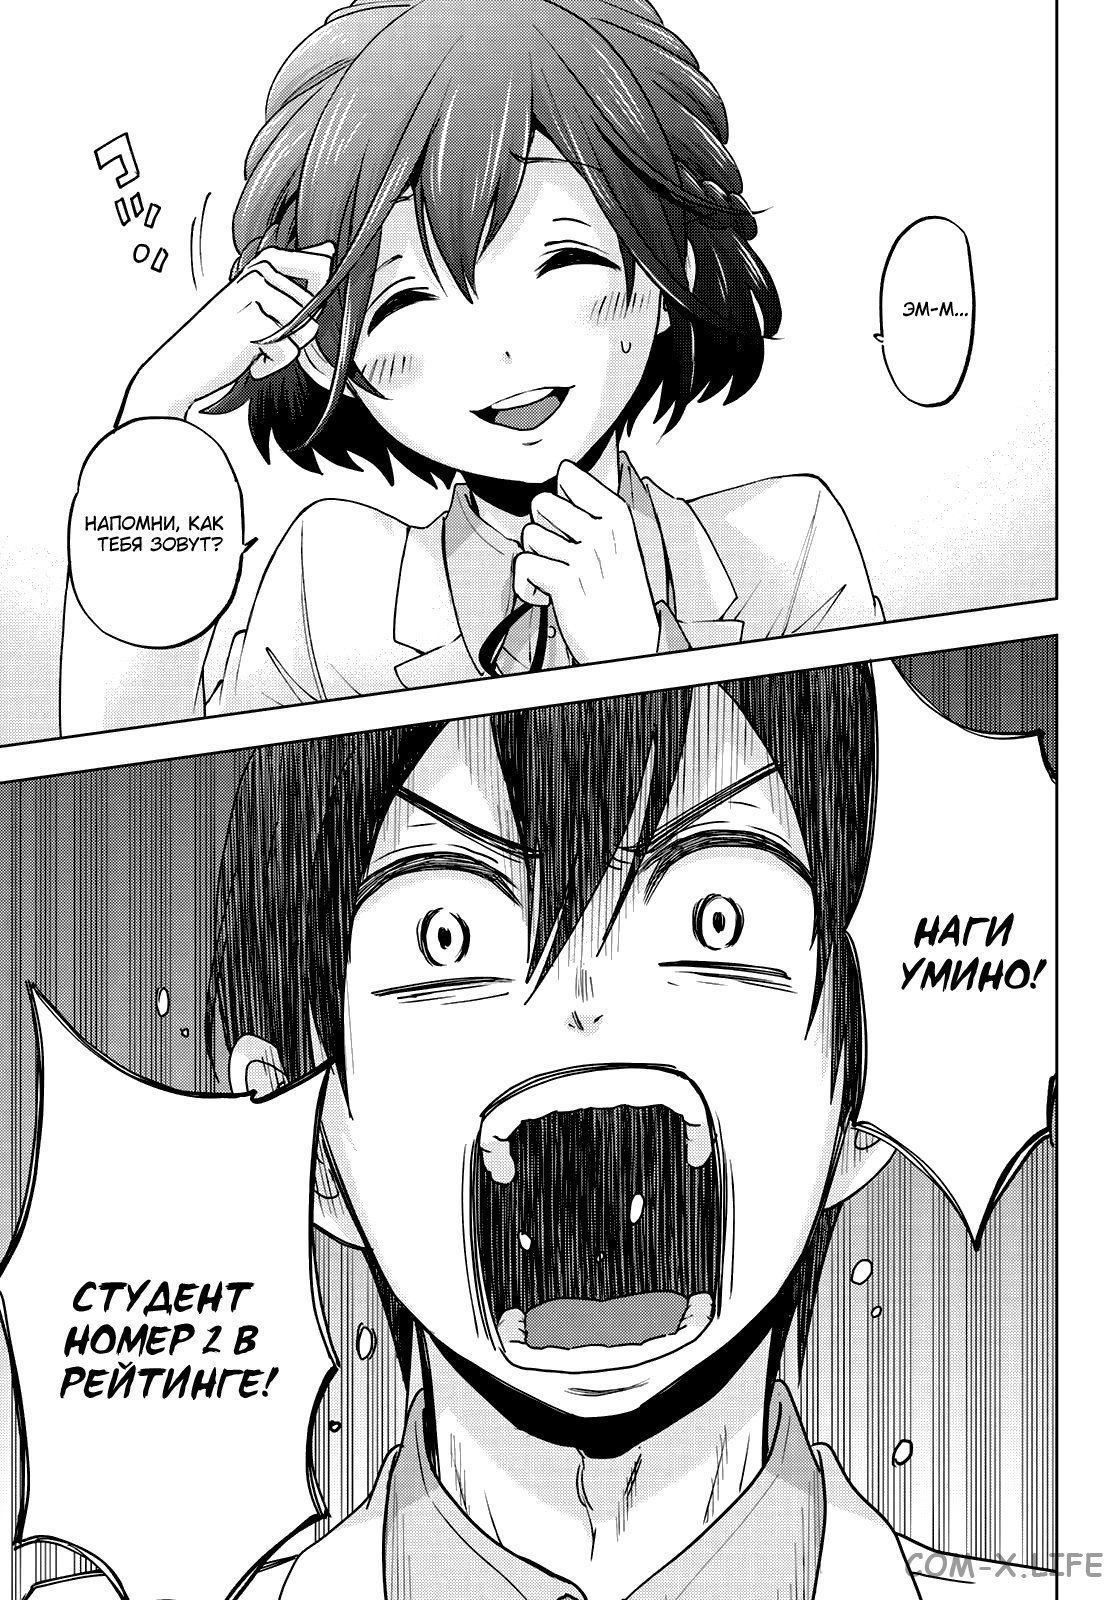 ЭМ-М...
НАПОМНИ, КАК
ТЕБЯ ЗОВУТ?
НАГИ
УМИНО!
СТУДЕНТ
НОМЕР 2 В
РЕЙТИНГЕ!
COM-X.LIFE